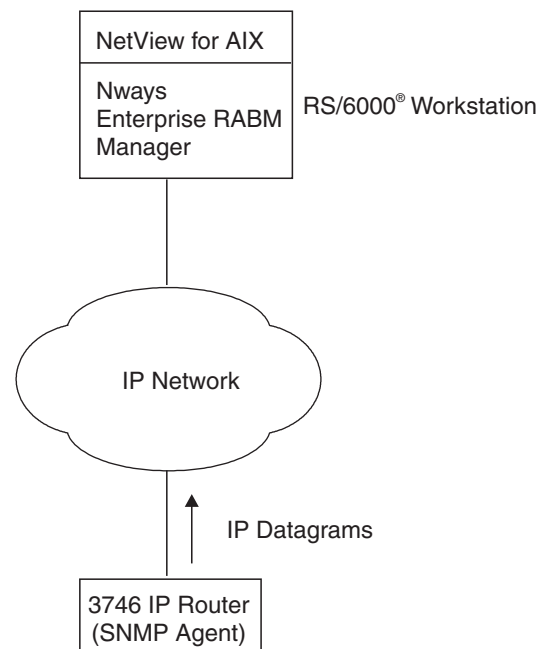 NetView for AIX
Nways
Enterprise RABM
Manager
RS/6000® Workstation
IP Network
IP Datagrams
3746 IP Router
(SNMP Agent)